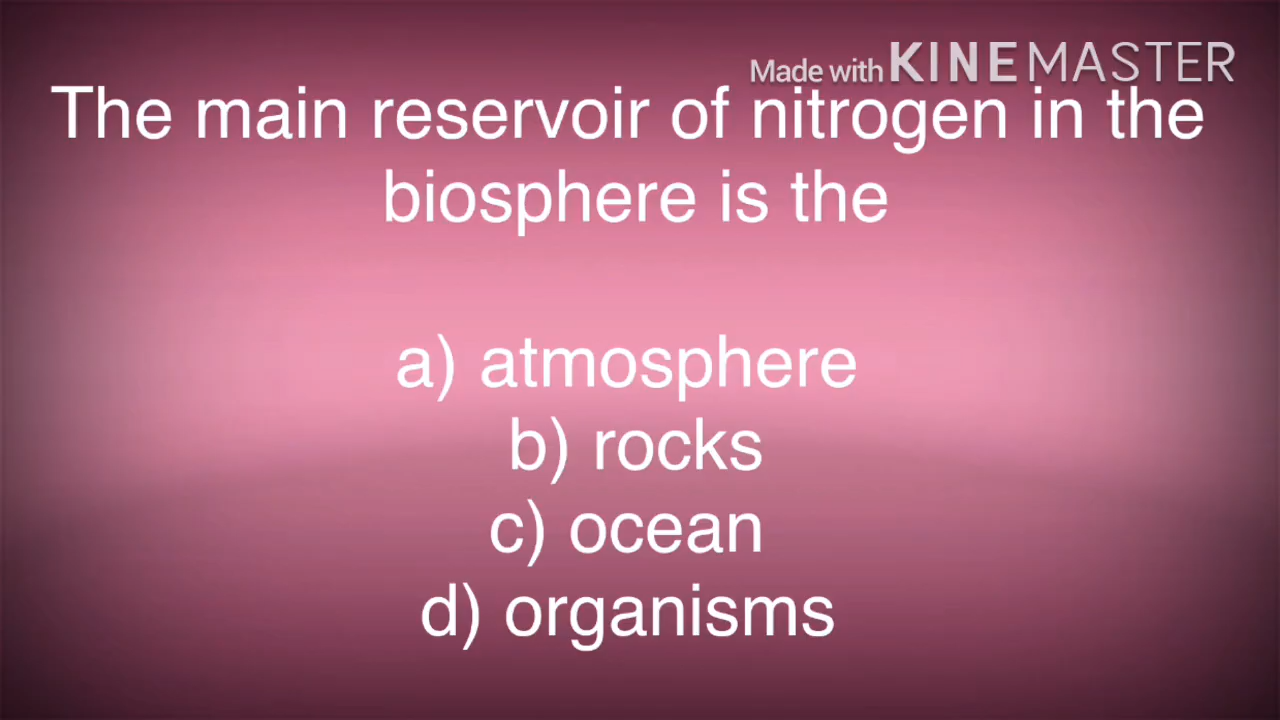 Made with KINEMASTER
The main reservoir of nitrogen in the
biosphere is the
a) atmosphere
b) rocks
c) ocean
d) organisms